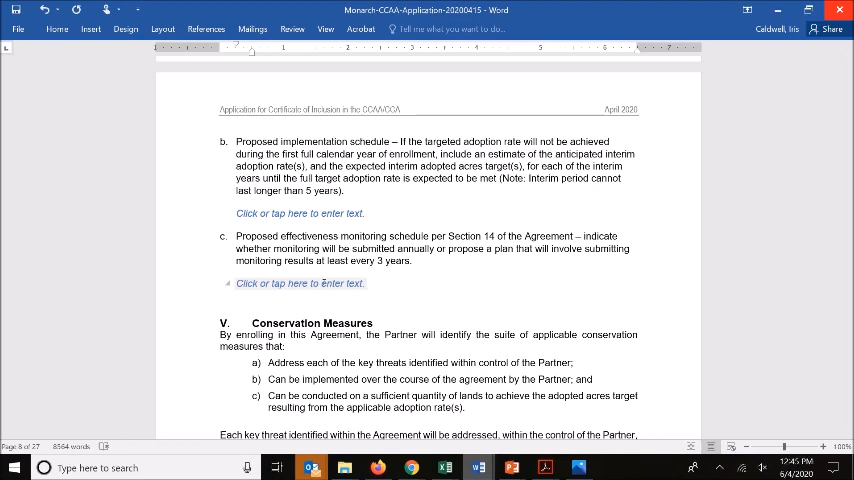 Monarch-CCAA-Application-20200415 - Word
File Home Insert Design Layout References Mailings Review View Acrobat Tell me what you want to do... Caldwell, Iris Share
1 1 2 3 4 5 6 7
Application for Certificate of Inclusion in the CCAA/CCA April 2020
b. Proposed implementation schedule – If the targeted adoption rate will not be achieved
during the first full calendar year of enrollment, include an estimate of the anticipated interim
adoption rate(s), and the expected interim adopted acres target(s), for each of the interim
years until the full target adoption rate is expected to be met (Note: Interim period cannot
last longer than 5 years).
Click or tap here to enter text.
c. Proposed effectiveness monitoring schedule per Section 14 of the Agreement – indicate
whether monitoring will be submitted annually or propose a plan that will involve submitting
monitoring results at least every 3 years.
Click or tap here to enter text.
V. Conservation Measures
By enrolling in this Agreement, the Partner will identify the suite of applicable conservation
measures that:
a) Address each of the key threats identified within control of the Partner;
b) Can be implemented over the course of the agreement by the Partner; and
c) Can be conducted on a sufficient quantity of lands to achieve the adopted acres target
resulting from the applicable adoption rate(s).
Each key threat identified within the Agreement will be addressed, within the control of the Partner,
Page 8 of 27 8564 words 100%
Type here to search 12:45 PM
6/4/2020